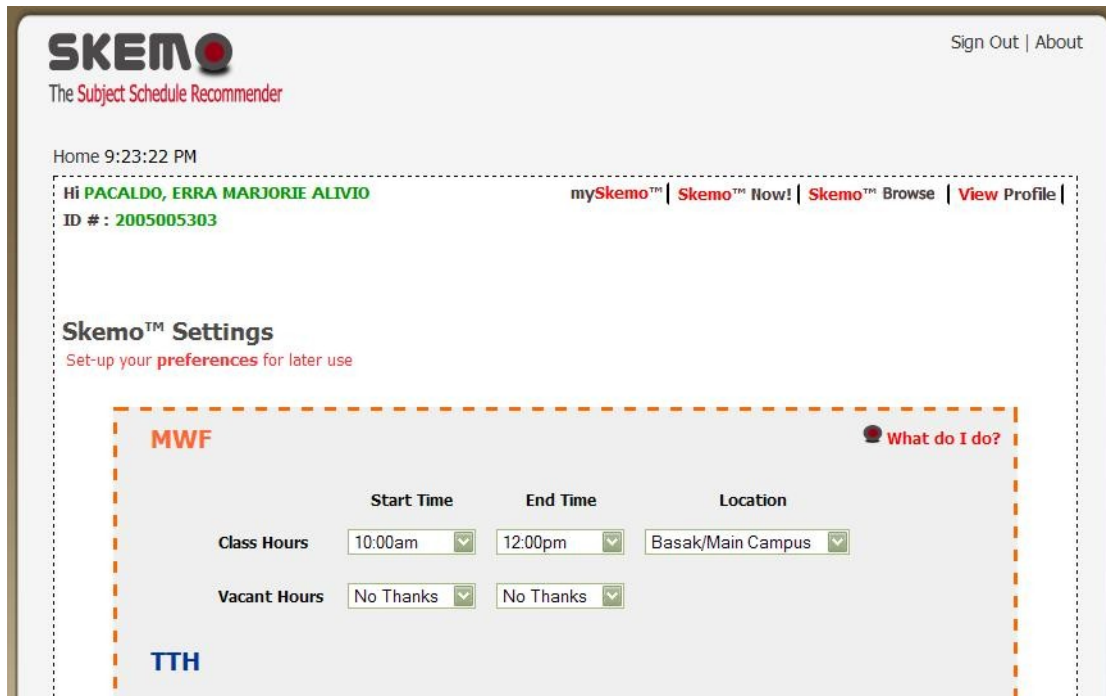 SKEMO
Sign Out | About
The Subject Schedule Recommender
Home 9:23:22 PM
Hi PACALDO, ERRA MARJORIE ALIVIO
mySkemo™ | Skemo™ Now! | Skemo™ Browse | View Profile |
ID # : 2005005303
Skemo™ Settings
Set-up your preferences for later use
MWF
What do I do?
Start Time End Time Location
Class Hours 10:00am 12:00pm Basak/Main Campus
Vacant Hours No Thanks No Thanks
TTH